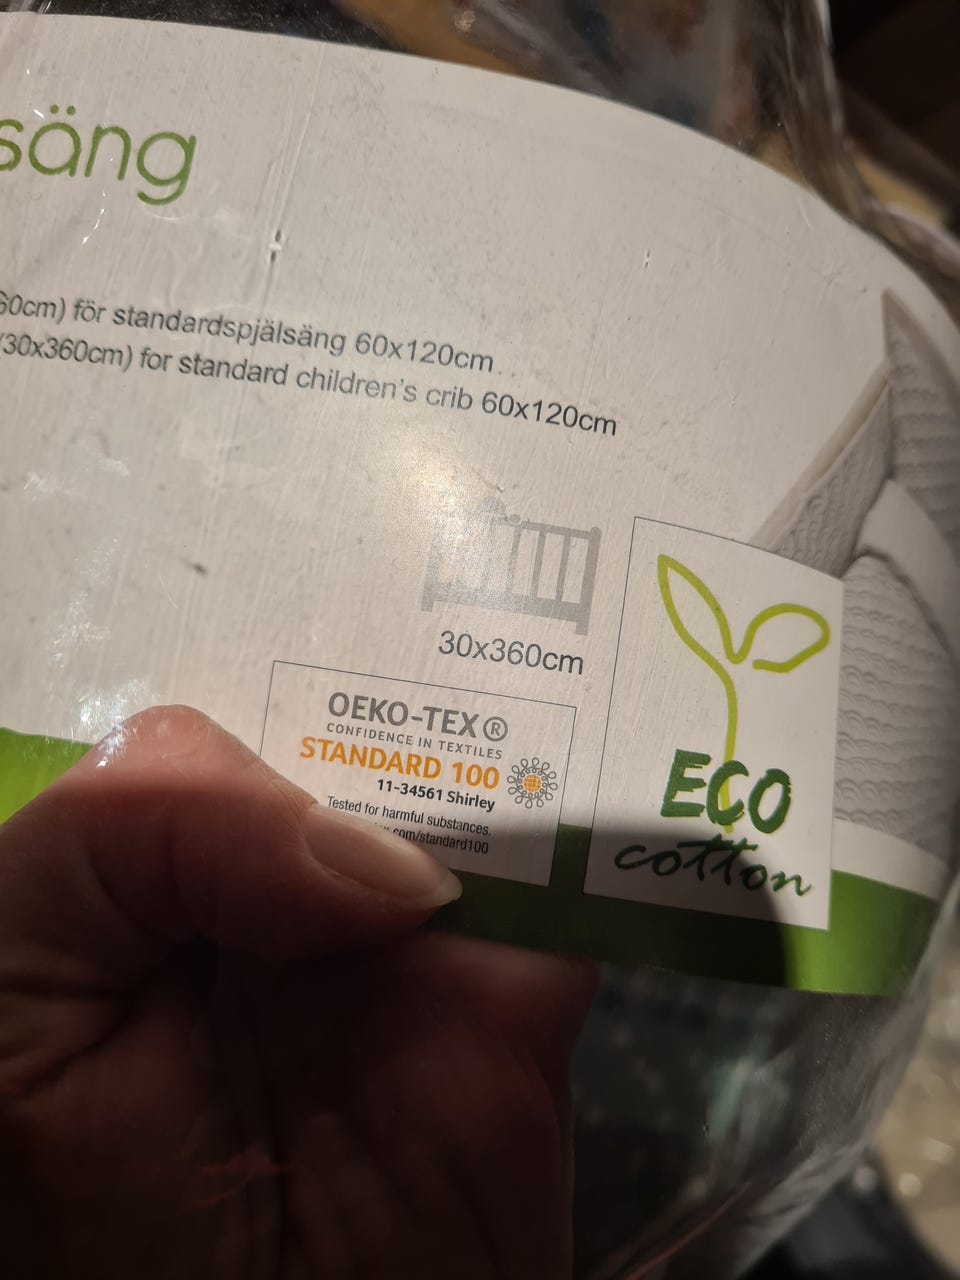 säng
60cm) för standardspjälsäng 60x120cm
(30x360cm) for standard children's crib 60x120cm
30x360cm
OEKO-TEX®
CONFIDENCE IN TEXTILES
STANDARD 100
11-34561 Shirley
Tested for harmful substances.
.com/standard100
ECO
cotton